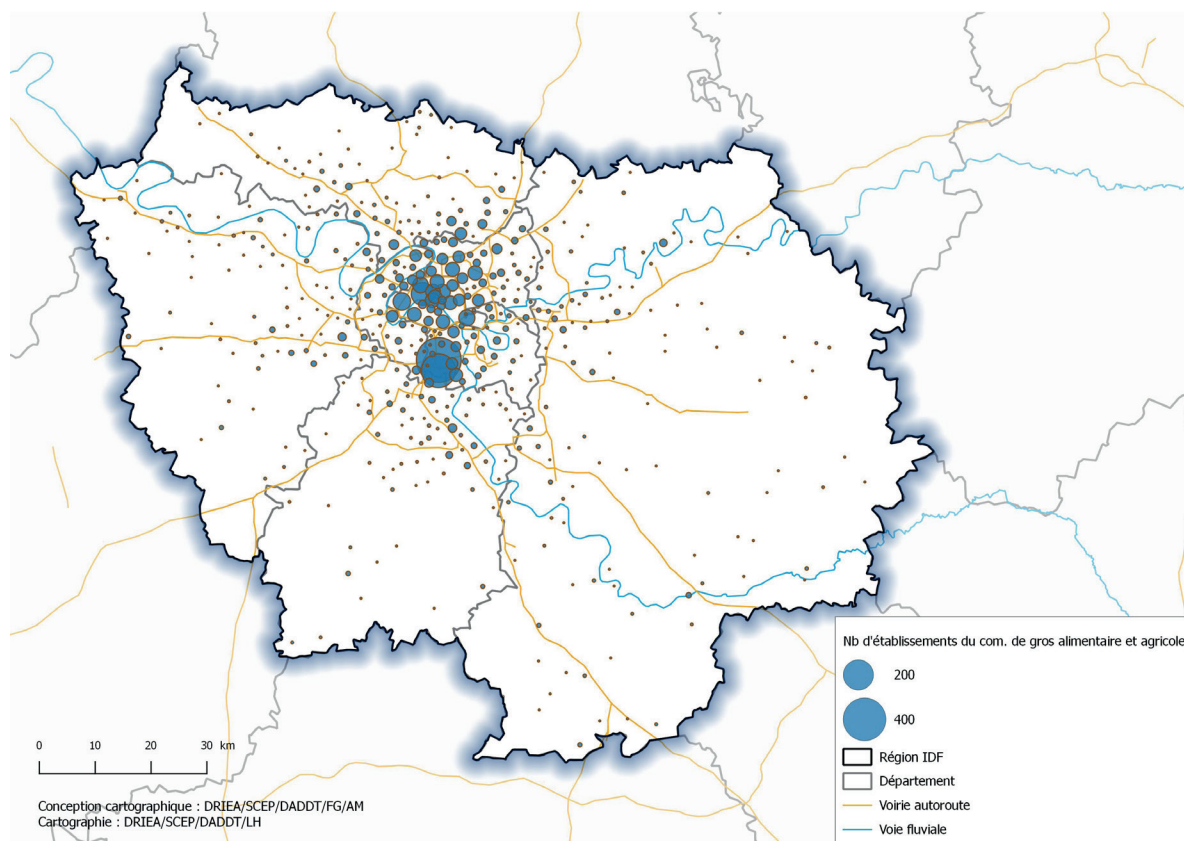 Nb d'établissements du com. de gros alimentaire et agricole
200
400
Région IDF
Département
Voirie autoroute
Voie fluviale
0 10 20 30 km
Conception cartographique : DRIEA/SCEP/DADDT/FG/AM
Cartographie : DRIEA/SCEP/DADDT/LH